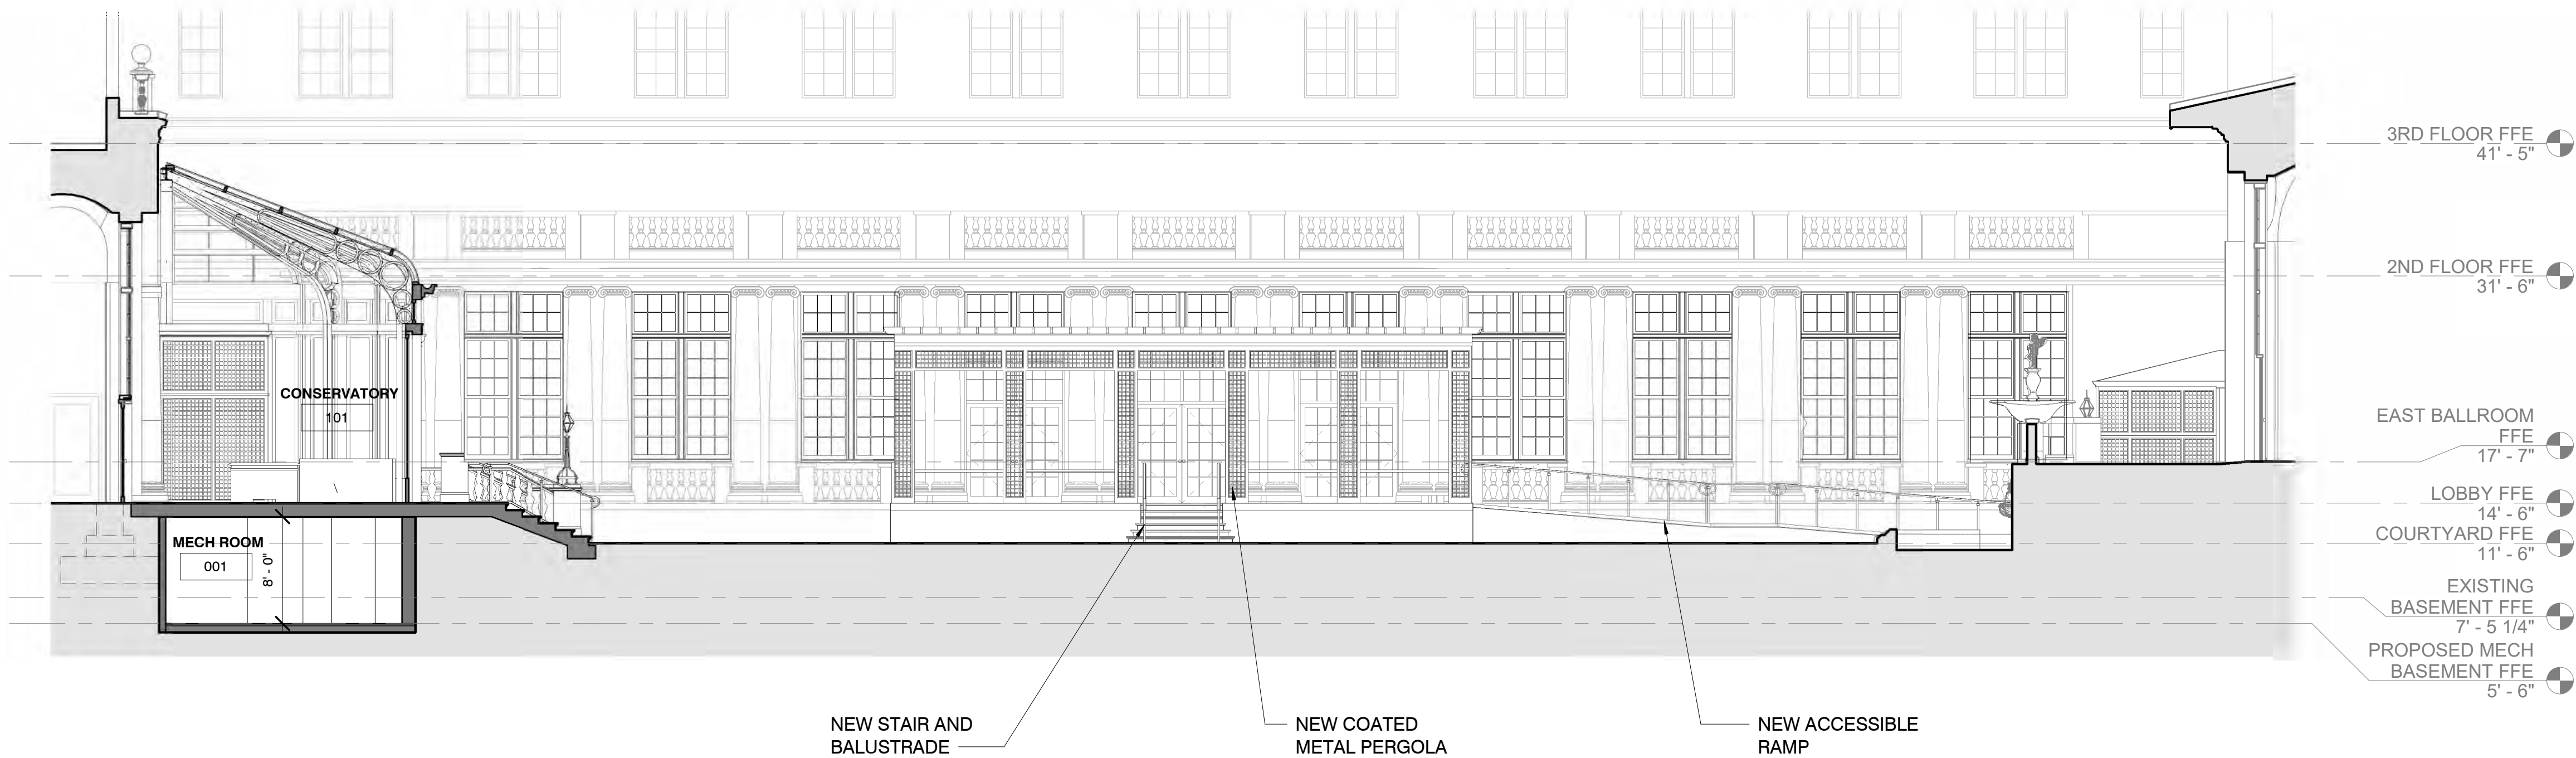 3RD FLOOR FFE
41' - 5"
2ND FLOOR FFE
31' - 6"
CONSERVATORY
101
EAST BALLROOM
FFE
17' - 7"
LOBBY FFE
14' - 6"
COURTYARD FFE
11' - 6"
MECH ROOM
001
8' - 0"
EXISTING
BASEMENT FFE
7' - 5 1/4"
PROPOSED MECH
BASEMENT FFE
5' - 6"
NEW STAIR AND
BALUSTRADE
NEW COATED
METAL PERGOLA
NEW ACCESSIBLE
RAMP